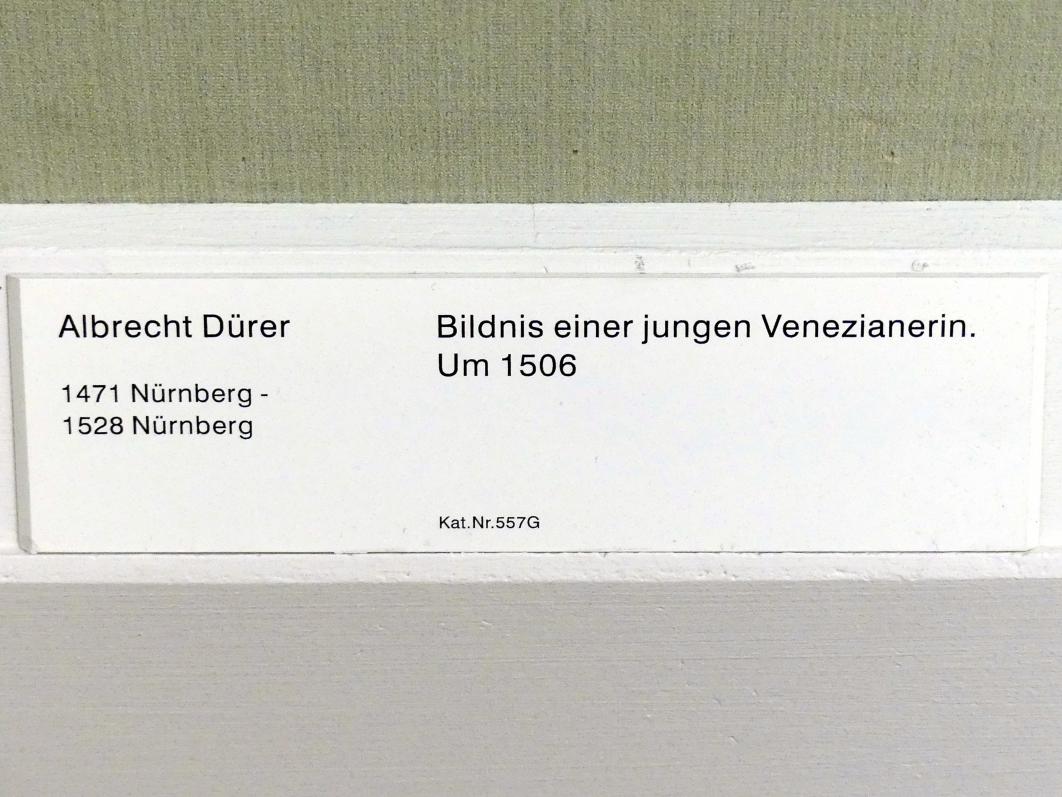 Albrecht Dürer
1471 Nürnberg -
1528 Nürnberg
Bildnis einer jungen Venezianerin.
Um 1506
Kat.Nr.557G